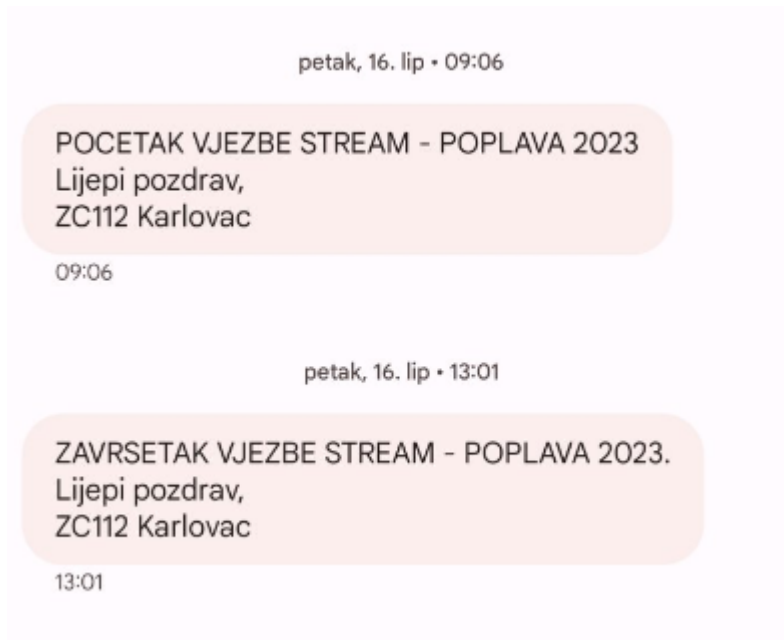 petak, 16. lip • 09:06
POCETAK VJEZBE STREAM - POPLAVA 2023
Lijepi pozdrav,
ZC112 Karlovac
09:06
petak, 16. lip • 13:01
ZAVRSETAK VJEZBE STREAM - POPLAVA 2023.
Lijepi pozdrav,
ZC112 Karlovac
13:01